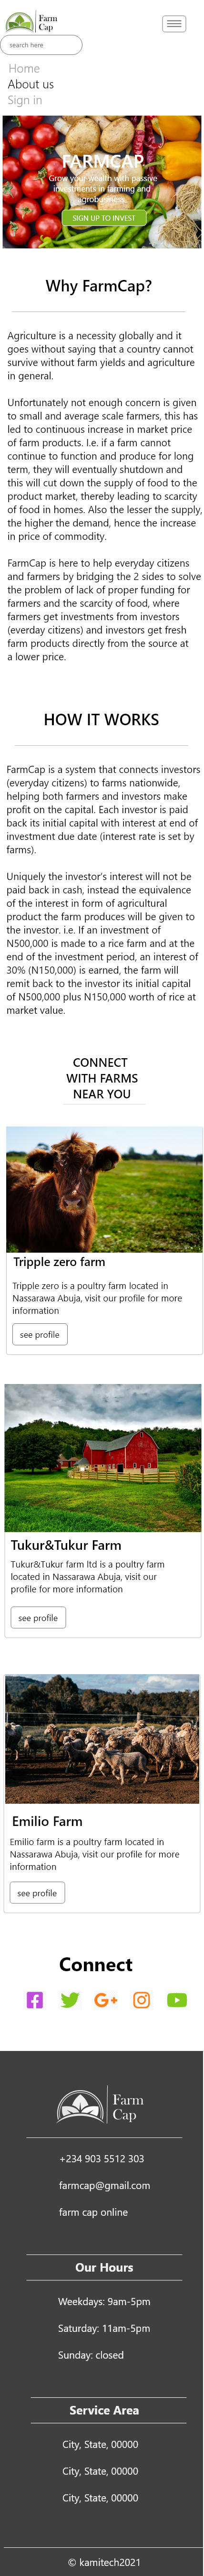 Farm
Cap
search here
Home
About us
Sign in
FARMCAP
Grow your wealth with passive
investments in farming and
agrobusiness.
SIGN UP TO INVEST
Why FarmCap?
Agriculture is a necessity globally and it
goes without saying that a country cannot
survive without farm yields and agriculture
in general.
Unfortunately not enough concern is given
to small and average scale farmers, this has
led to continuous increase in market price
of farm products. I.e. if a farm cannot
continue to function and produce for long
term, they will eventually shutdown and
this will cut down the supply of food to the
product market, thereby leading to scarcity
of food in homes. Also the lesser the supply,
the higher the demand, hence the increase
in price of commodity.
FarmCap is here to help everyday citizens
and farmers by bridging the 2 sides to solve
the problem of lack of proper funding for
farmers and the scarcity of food, where
farmers get investments from investors
(everday citizens) and investors get fresh
farm products directly from the source at
a lower price.
HOW IT WORKS
FarmCap is a system that connects investors
(everyday citizens) to farms nationwide,
helping both farmers and investors make
profit on the capital. Each investor is paid
back its initial capital with interest at end of
investment due date (interest rate is set by
farms).
Uniquely the investor's interest will not be
paid back in cash, instead the equivalence
of the interest in form of agricultural
product the farm produces will be given to
the investor. i.e. If an investment of
N500,000 is made to a rice farm and at the
end of the investment period, an interest of
30% (N150,000) is earned, the farm will
remit back to the investor its initial capital
of N500,000 plus N150,000 worth of rice at
market value.
CONNECT
WITH FARMS
NEAR YOU
Tripple zero farm
Tripple zero is a poultry farm located in
Nassarawa Abuja, visit our profile for more
information
see profile
Tukur&Tukur Farm
Tukur&Tukur farm ltd is a poultry farm
located in Nassarawa Abuja, visit our
profile for more information
see profile
Emilio Farm
Emilio farm is a poultry farm located in
Nassarawa Abuja, visit our profile for more
information
see profile
Connect
Farm
Cap
+234 903 5512 303
farmcap@gmail.com
farm cap online
Our Hours
Weekdays: 9am-5pm
Saturday: 11am-5pm
Sunday: closed
Service Area
City, State, 00000
City, State, 00000
City, State, 00000
© kamitech2021